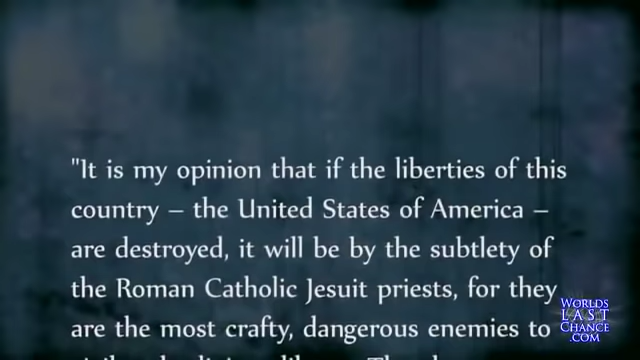 "It is my opinion that if the liberties of this
country – the United States of America –
are destroyed, it will be by the subtlety of
the Roman Catholic Jesuit priests, for they
are the most crafty, dangerous enemies to
WORLDS
LAST
CHANCE
.COM